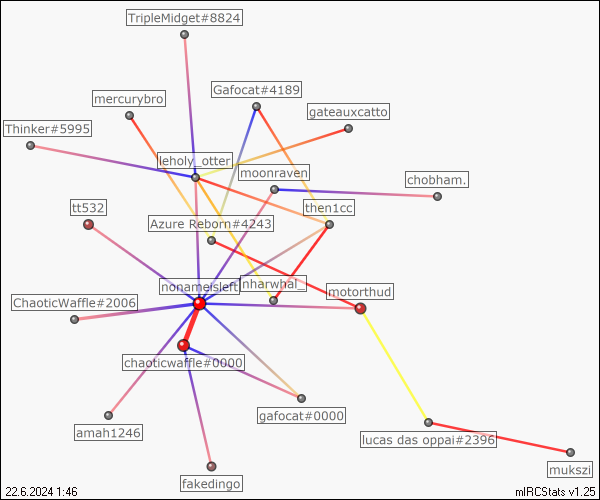 TripleMidget#8824
Gafocat#4189
mercurybro
gateauxcatto
Thinker#5995
leholy_otter
moonraven
chobham.
tt532
then1cc
Azure Reborn#4243
nonameisleft
nharwhal_
motorthud
ChaoticWaffle#2006
chaoticwaffle#0000
gafocat#0000
amah1246
lucas das oppai#2396
mukszi
fakedingo
22.6.2024 1:46
mIRCStats v1.25